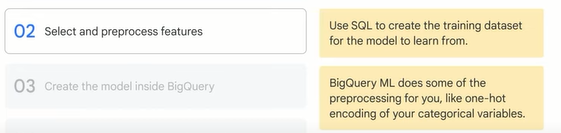 02 Select and preprocess features
Use SQL to create the training dataset
for the model to learn from.
03 Create the model inside BigQuery
BigQuery ML does some of the
preprocessing for you, like one-hot
encoding of your categorical variables.